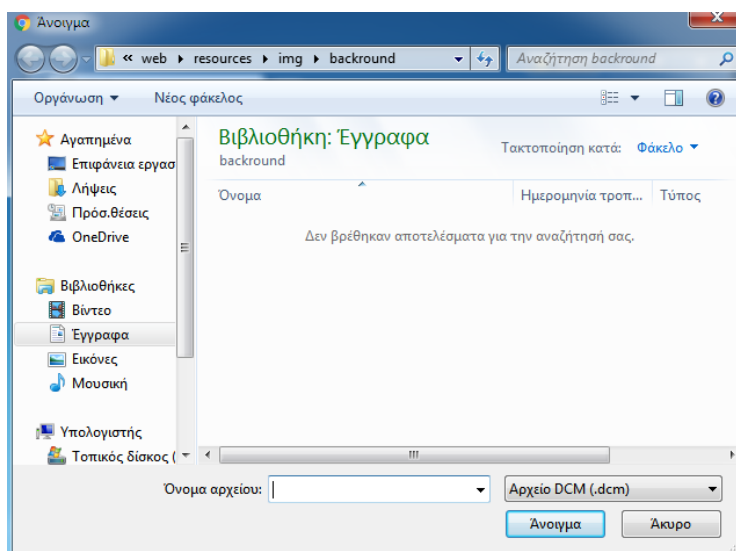 Άνοιγμα
« web resources img backround
Αναζήτηση backround
Οργάνωση Νέος φάκελος
Αγαπημένα
Επιφάνεια εργασ
Λήψεις
Πρόσ.θέσεις
OneDrive
Βιβλιοθήκες
Βίντεο
Έγγραφα
Εικόνες
Μουσική
Υπολογιστής
Τοπικός δίσκος (
Βιβλιοθήκη: Έγγραφα
backround
Τακτοποίηση κατά: Φάκελο
Όνομα Ημερομηνία τροπ... Τύπος
Δεν βρέθηκαν αποτελέσματα για την αναζήτησή σας.
Όνομα αρχείου:
Αρχείο DCM (.dcm)
Άνοιγμα Άκυρο